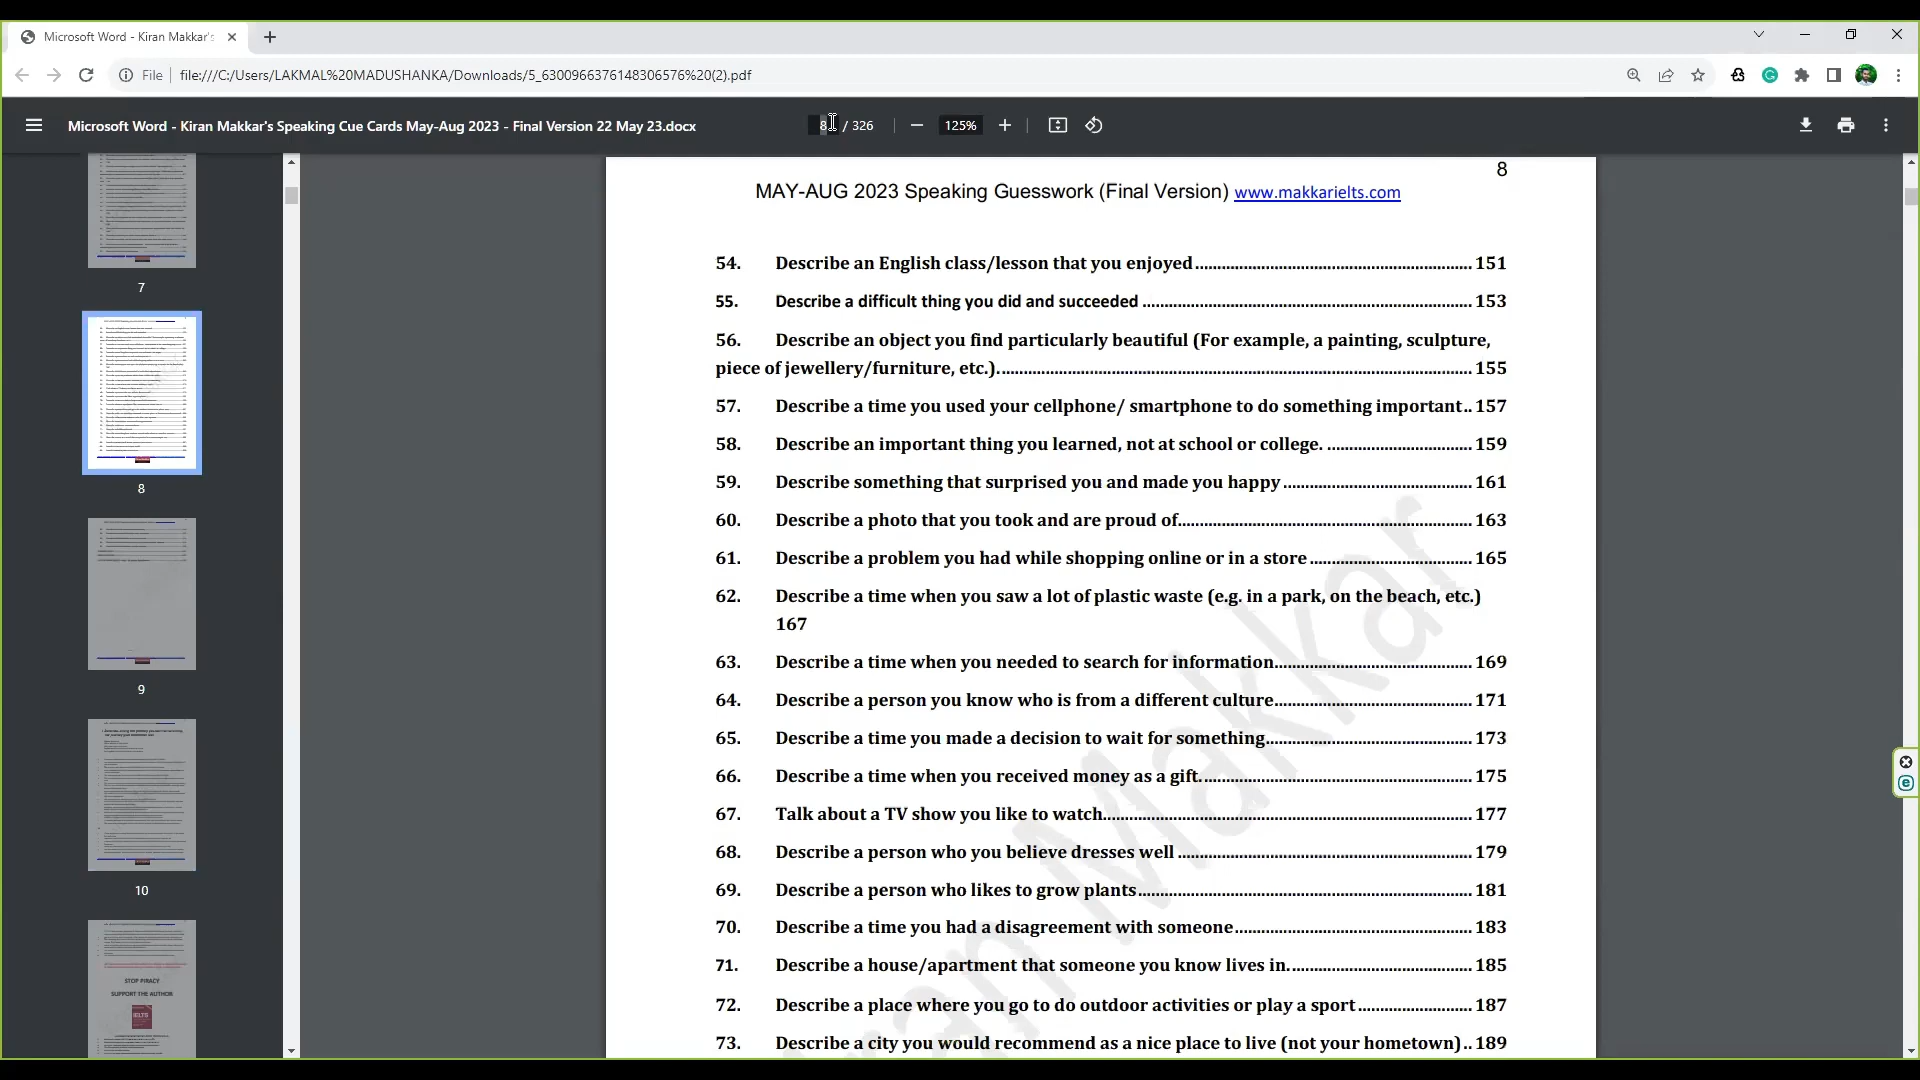 Microsoft Word - Kiran Makkar's
File
file:///C:/Users/LAKMAL%20MADUSHANKA/Downloads/5_6300966376148306576%20(2).pdf
Microsoft Word - Kiran Makkar's Speaking Cue Cards May-Aug 2023 - Final Version 22 May 23.docx
8 / 326
125%
7
8
9
10
STOP PIRACY
SUPPORT THE AUTHOR
8
MAY-AUG 2023 Speaking Guesswork (Final Version) www.makkarielts.com
54. Describe an English class/lesson that you enjoyed 151
55. Describe a difficult thing you did and succeeded 153
56. Describe an object you find particularly beautiful (For example, a painting, sculpture,
piece of jewellery/furniture, etc.). 155
57. Describe a time you used your cellphone/ smartphone to do something important.. 157
58. Describe an important thing you learned, not at school or college. 159
59. Describe something that surprised you and made you happy 161
60. Describe a photo that you took and are proud of 163
61. Describe a problem you had while shopping online or in a store 165
62. Describe a time when you saw a lot of plastic waste (e.g. in a park, on the beach, etc.)
167
63. Describe a time when you needed to search for information 169
64. Describe a person you know who is from a different culture 171
65. Describe a time you made a decision to wait for something 173
66. Describe a time when you received money as a gift. 175
67. Talk about a TV show you like to watch 177
68. Describe a person who you believe dresses well 179
69. Describe a person who likes to grow plants 181
70. Describe a time you had a disagreement with someone 183
71. Describe a house/apartment that someone you know lives in. 185
72. Describe a place where you go to do outdoor activities or play a sport 187
73. Describe a city you would recommend as a nice place to live (not your hometown).. 189
Kiran Makkar